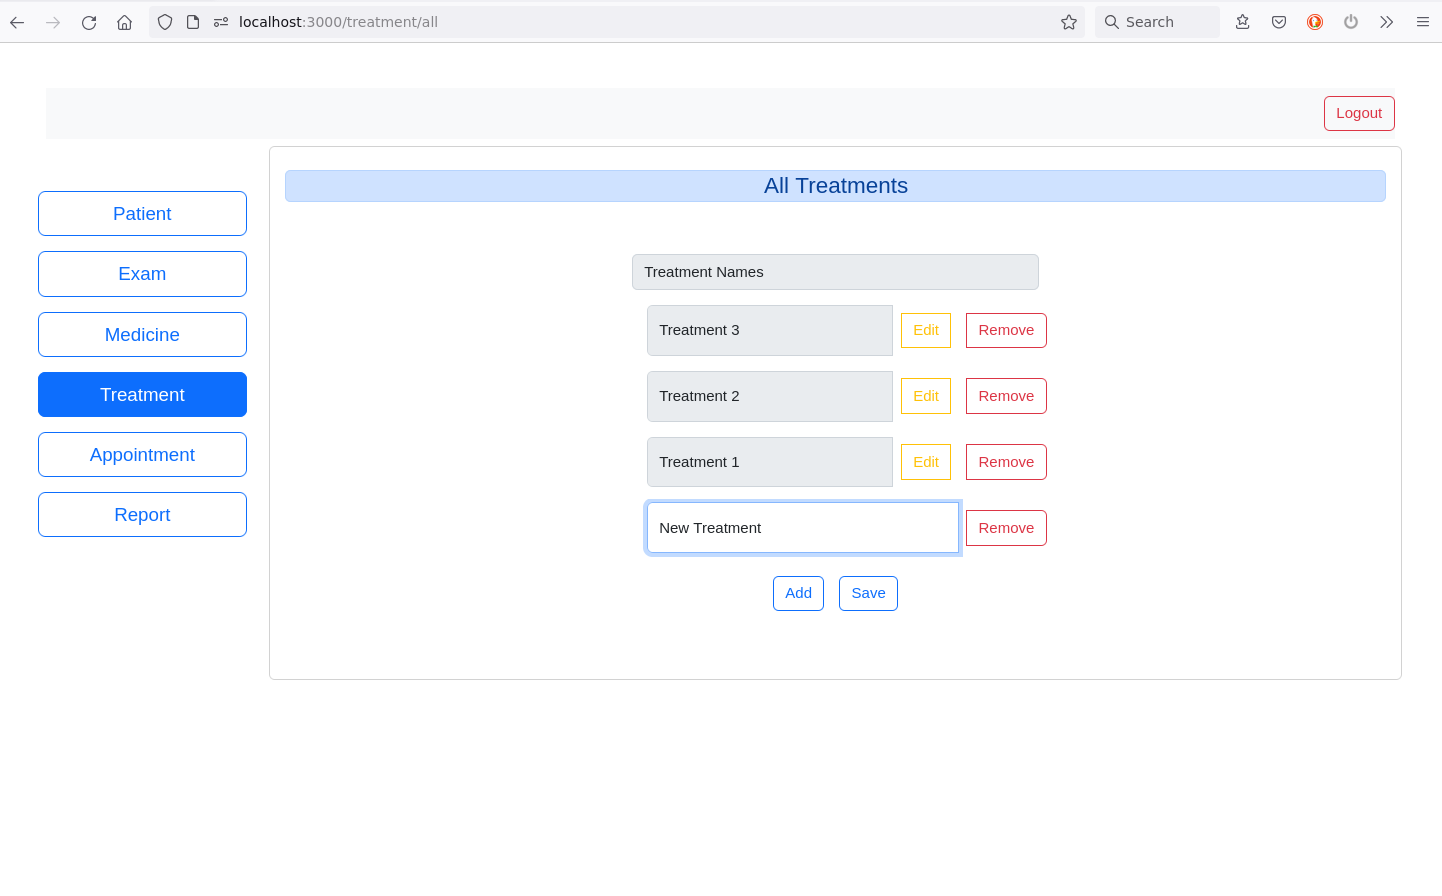 localhost:3000/treatment/all
Search
Logout
All Treatments
Patient
Exam
Medicine
Treatment
Appointment
Report
Treatment Names
Treatment 3 Edit Remove
Treatment 2 Edit Remove
Treatment 1 Edit Remove
New Treatment Remove
Add Save